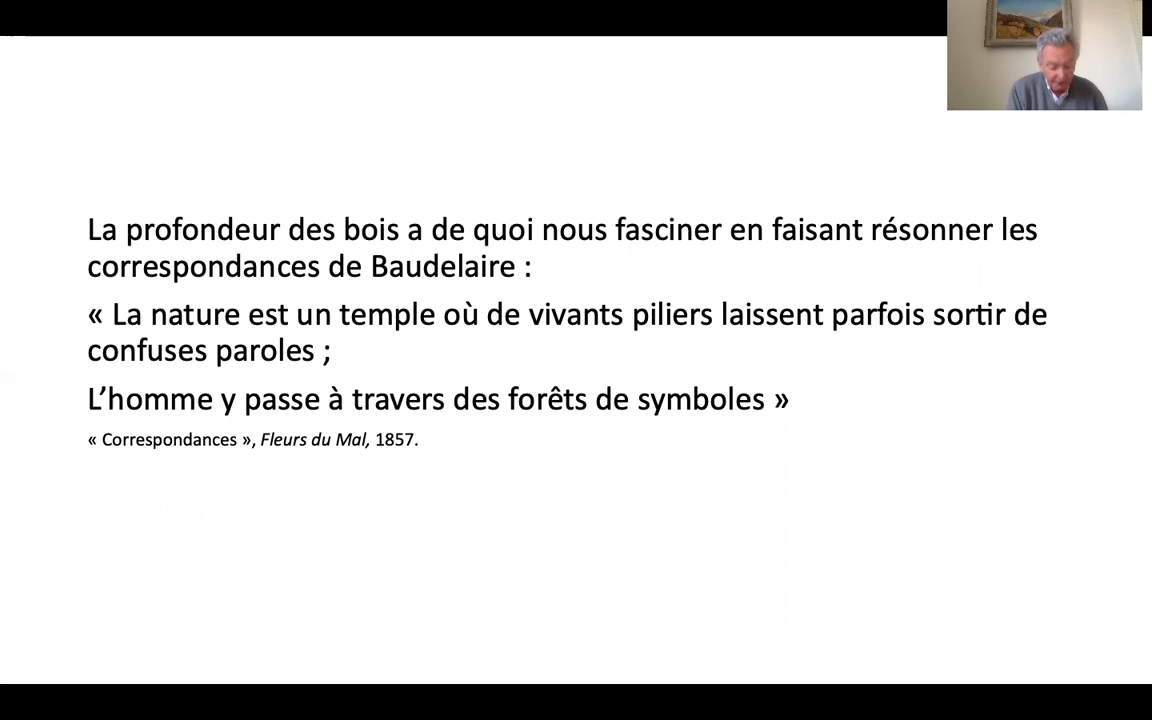 La profondeur des bois a de quoi nous fasciner en faisant résonner les
correspondances de Baudelaire :
« La nature est un temple où de vivants piliers laissent parfois sortir de
confuses paroles ;
L’homme y passe à travers des forêts de symboles »
« Correspondances », Fleurs du Mal, 1857.